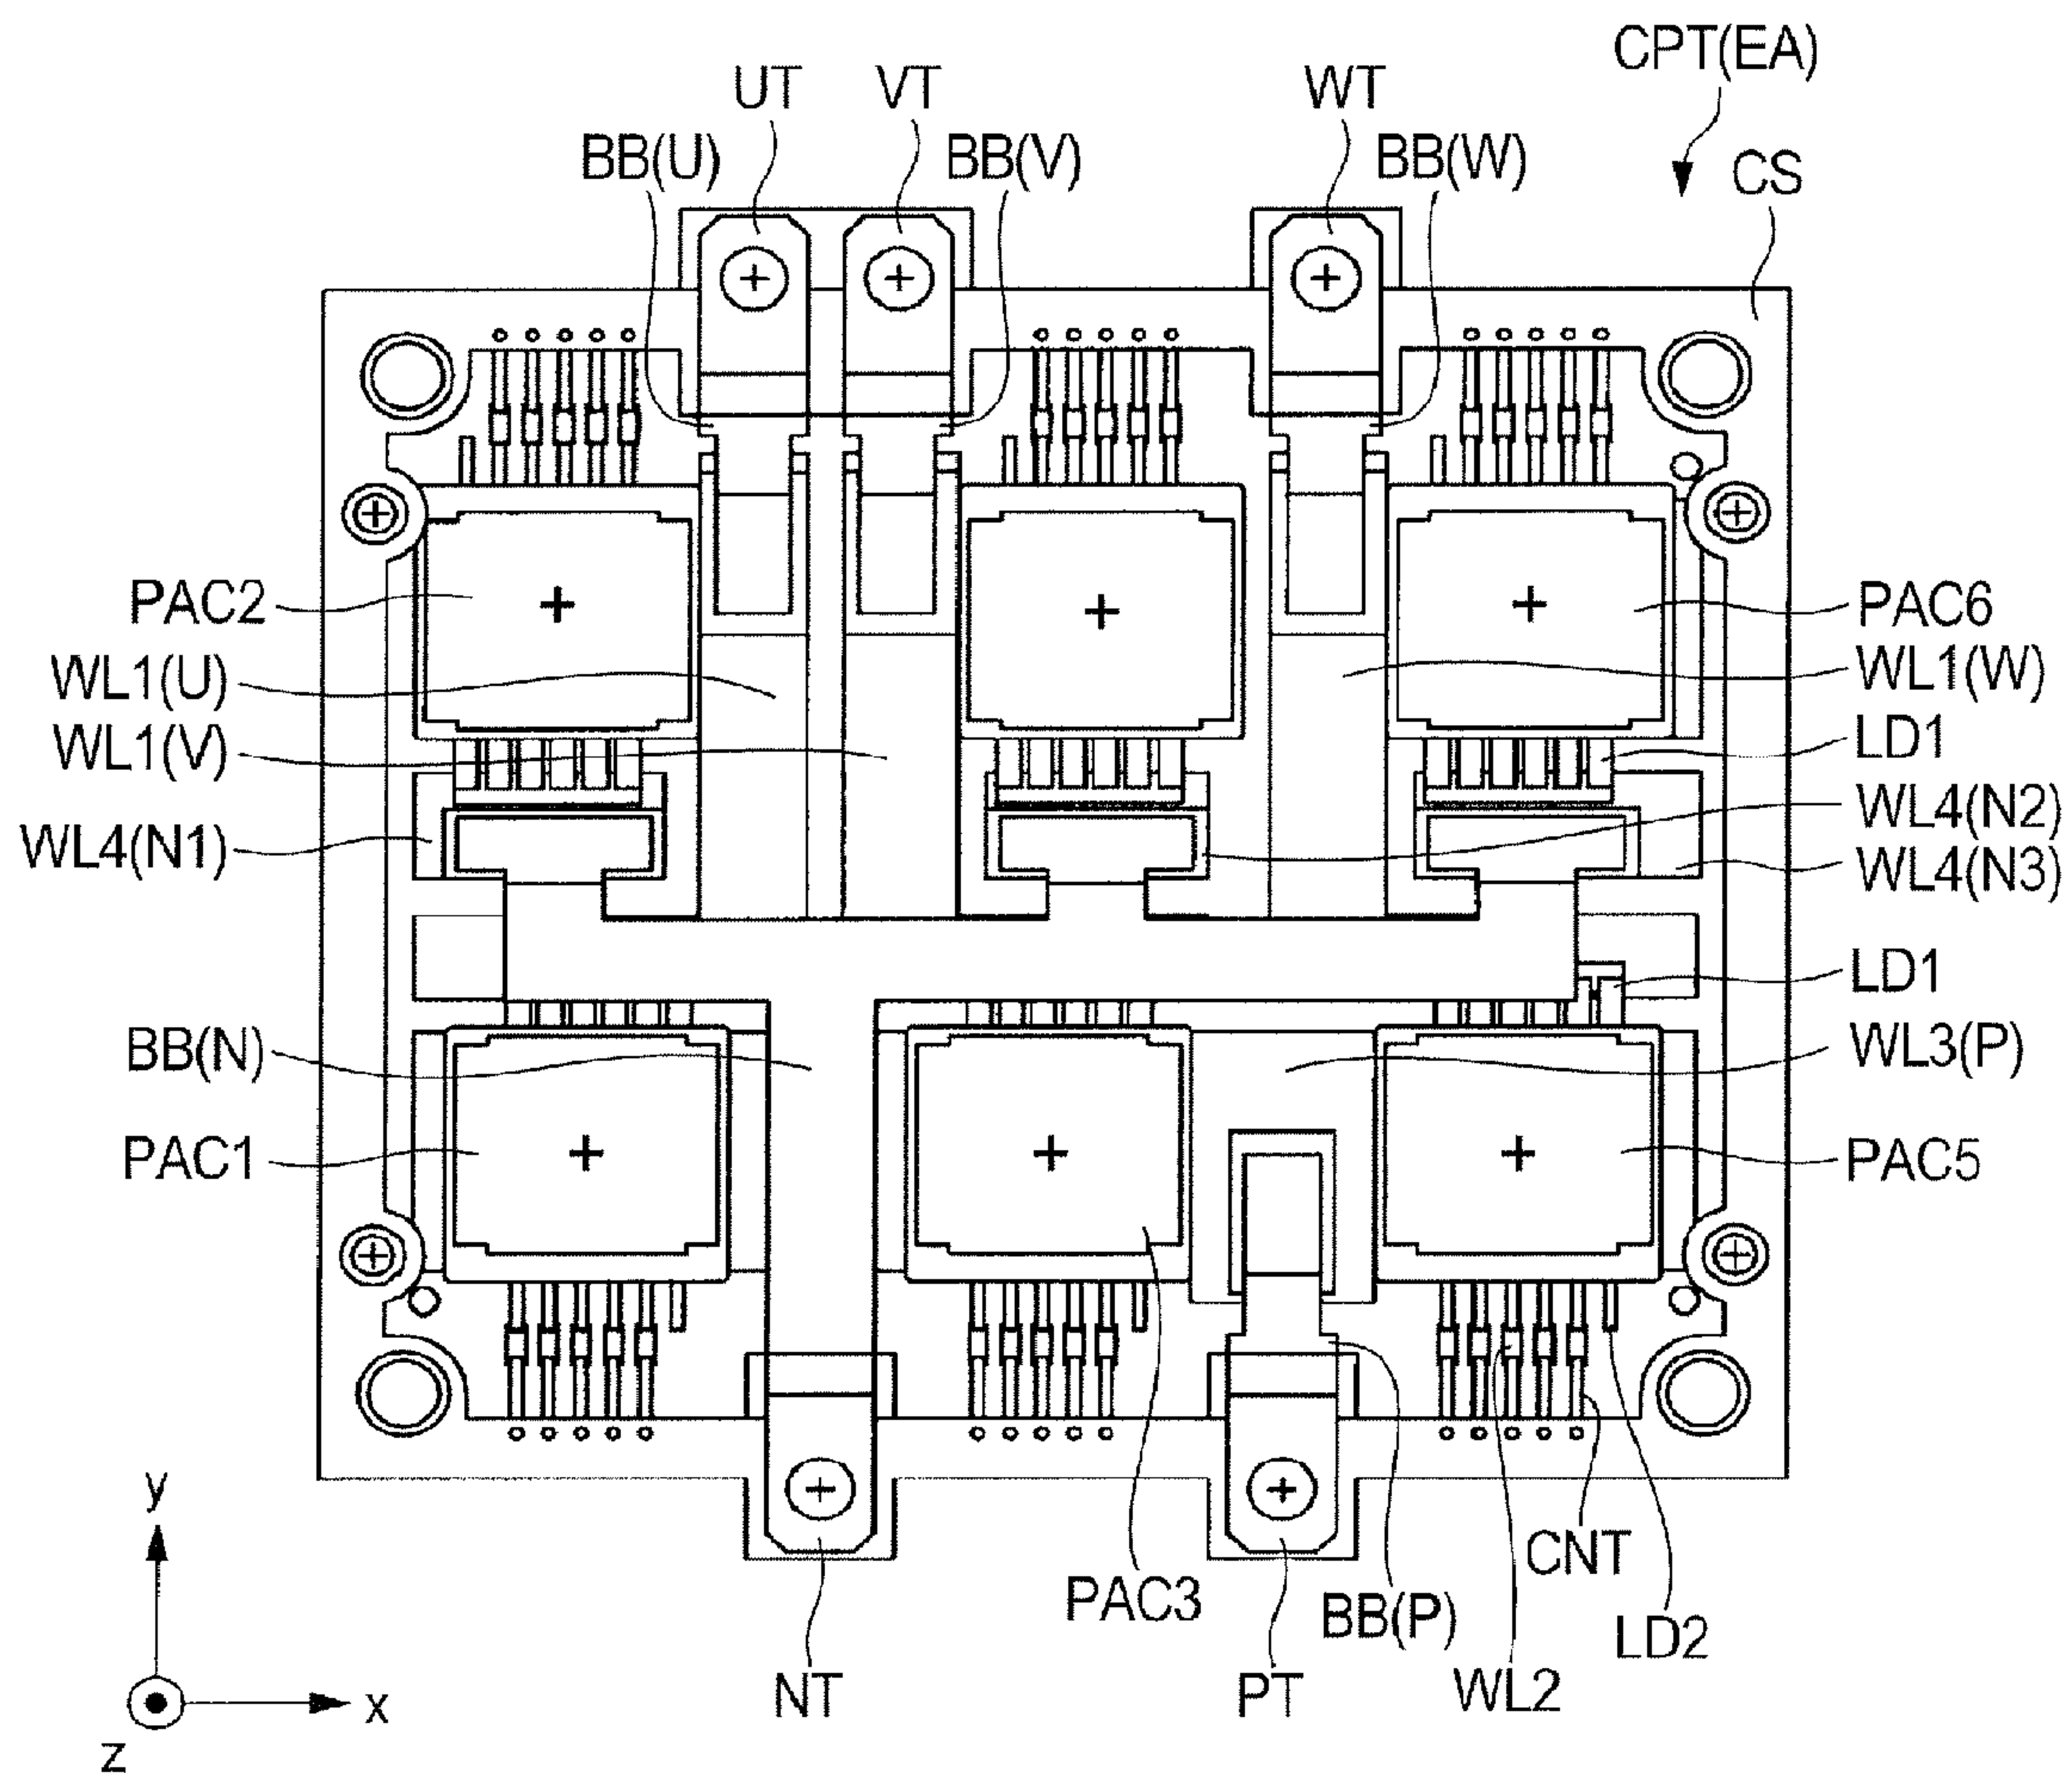 CPT(EA)
UT VT WT
BB(U) BB(V) BB(W) CS
PAC2 PAC6
WL1(U) WL1(W)
WL1(V) LD1
WL4(N1) WL4(N2)
WL4(N3)
LD1
BB(N) WL3(P)
PAC1 PAC5
y
CNT
PAC3 BB(P) LD2
x NT PT WL2
z